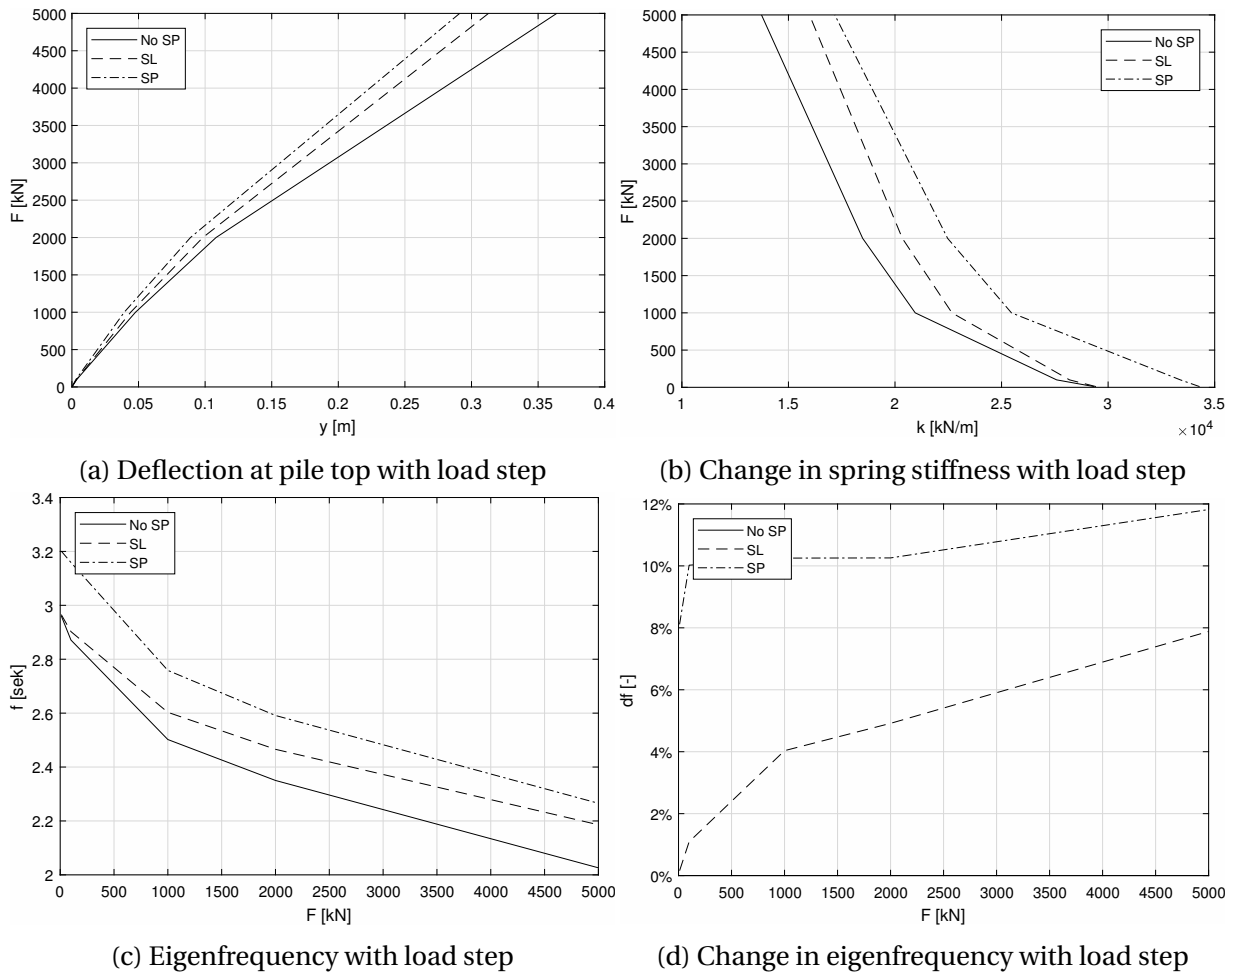 5000
4500
4000
3500
3000
2500
2000
1500
1000
500
0
F [kN]
No SP
SL
SP
0 0.05 0.1 0.15 0.2 0.25 0.3 0.35 0.4
y [m]
(a) Deflection at pile top with load step
5000
4500
4000
3500
3000
2500
2000
1500
1000
500
0
F [kN]
No SP
SL
SP
1 1.5 2 2.5 3 3.5
k [kN/m]
×10⁴
(b) Change in spring stiffness with load step
3.4
3.2
3
2.8
2.6
2.4
2.2
2
f [sek]
No SP
SL
SP
0 500 1000 1500 2000 2500 3000 3500 4000 4500 5000
F [kN]
(c) Eigenfrequency with load step
12%
10%
8%
6%
4%
2%
0%
df [-]
No SP
SL
SP
0 500 1000 1500 2000 2500 3000 3500 4000 4500 5000
F [kN]
(d) Change in eigenfrequency with load step